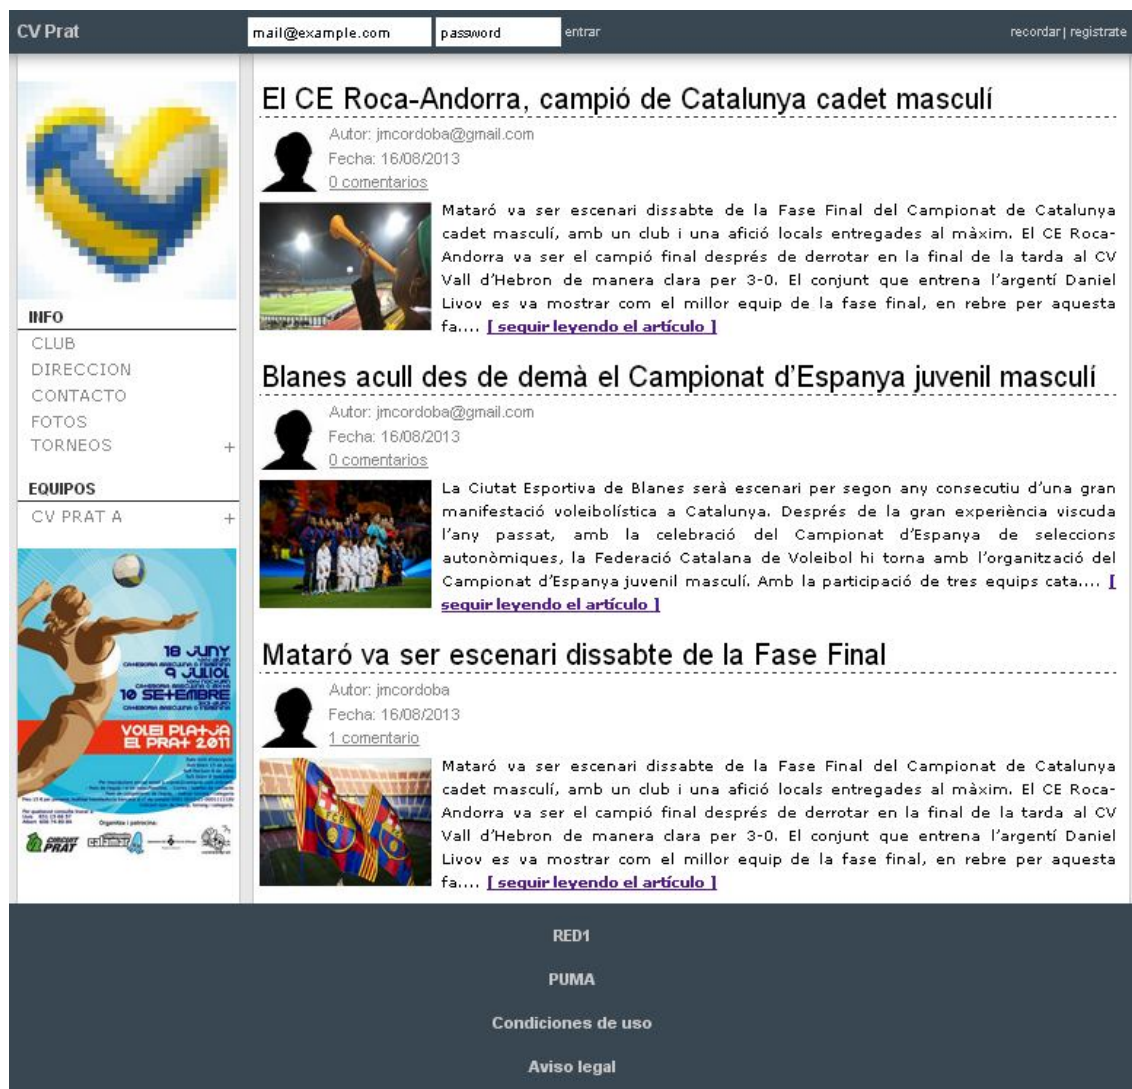 CV Prat
mail@example.com
password
entrar
recordar | registrate
INFO
CLUB
DIRECCION
CONTACTO
FOTOS
TORNEOS +
EQUIPOS
CV PRAT A +
18 JUNY
9 JULIOL
10 SETEMBRE
VOLEI PLATJA
EL PRAT 2011
Organitza i patrocina:
CIRCUIT
PRAT
El CE Roca-Andorra, campió de Catalunya cadet masculí
Autor: jmcordoba@gmail.com
Fecha: 16/08/2013
0 comentarios
Mataró va ser escenari dissabte de la Fase Final del Campionat de Catalunya
cadet masculí, amb un club i una afició locals entregades al màxim. El CE Roca-
Andorra va ser el campió final després de derrotar en la final de la tarda al CV
Vall d'Hebron de manera clara per 3-0. El conjunt que entrena l'argentí Daniel
Livov es va mostrar com el millor equip de la fase final, en rebre per aquesta
fa.... [ seguir leyendo el artículo ]
Blanes acull des de demà el Campionat d'Espanya juvenil masculí
Autor: jmcordoba@gmail.com
Fecha: 16/08/2013
0 comentarios
La Ciutat Esportiva de Blanes serà escenari per segon any consecutiu d'una gran
manifestació voleibolística a Catalunya. Després de la gran experiència viscuda
l'any passat, amb la celebració del Campionat d'Espanya de seleccions
autonòmiques, la Federació Catalana de Voleibol hi torna amb l'organització del
Campionat d'Espanya juvenil masculí. Amb la participació de tres equips cata.... [
seguir leyendo el artículo ]
Mataró va ser escenari dissabte de la Fase Final
Autor: jmcordoba
Fecha: 16/08/2013
1 comentario
Mataró va ser escenari dissabte de la Fase Final del Campionat de Catalunya
cadet masculí, amb un club i una afició locals entregades al màxim. El CE Roca-
Andorra va ser el campió final després de derrotar en la final de la tarda al CV
Vall d'Hebron de manera clara per 3-0. El conjunt que entrena l'argentí Daniel
Livov es va mostrar com el millor equip de la fase final, en rebre per aquesta
fa.... [ seguir leyendo el artículo ]
RED1
PUMA
Condiciones de uso
Aviso legal